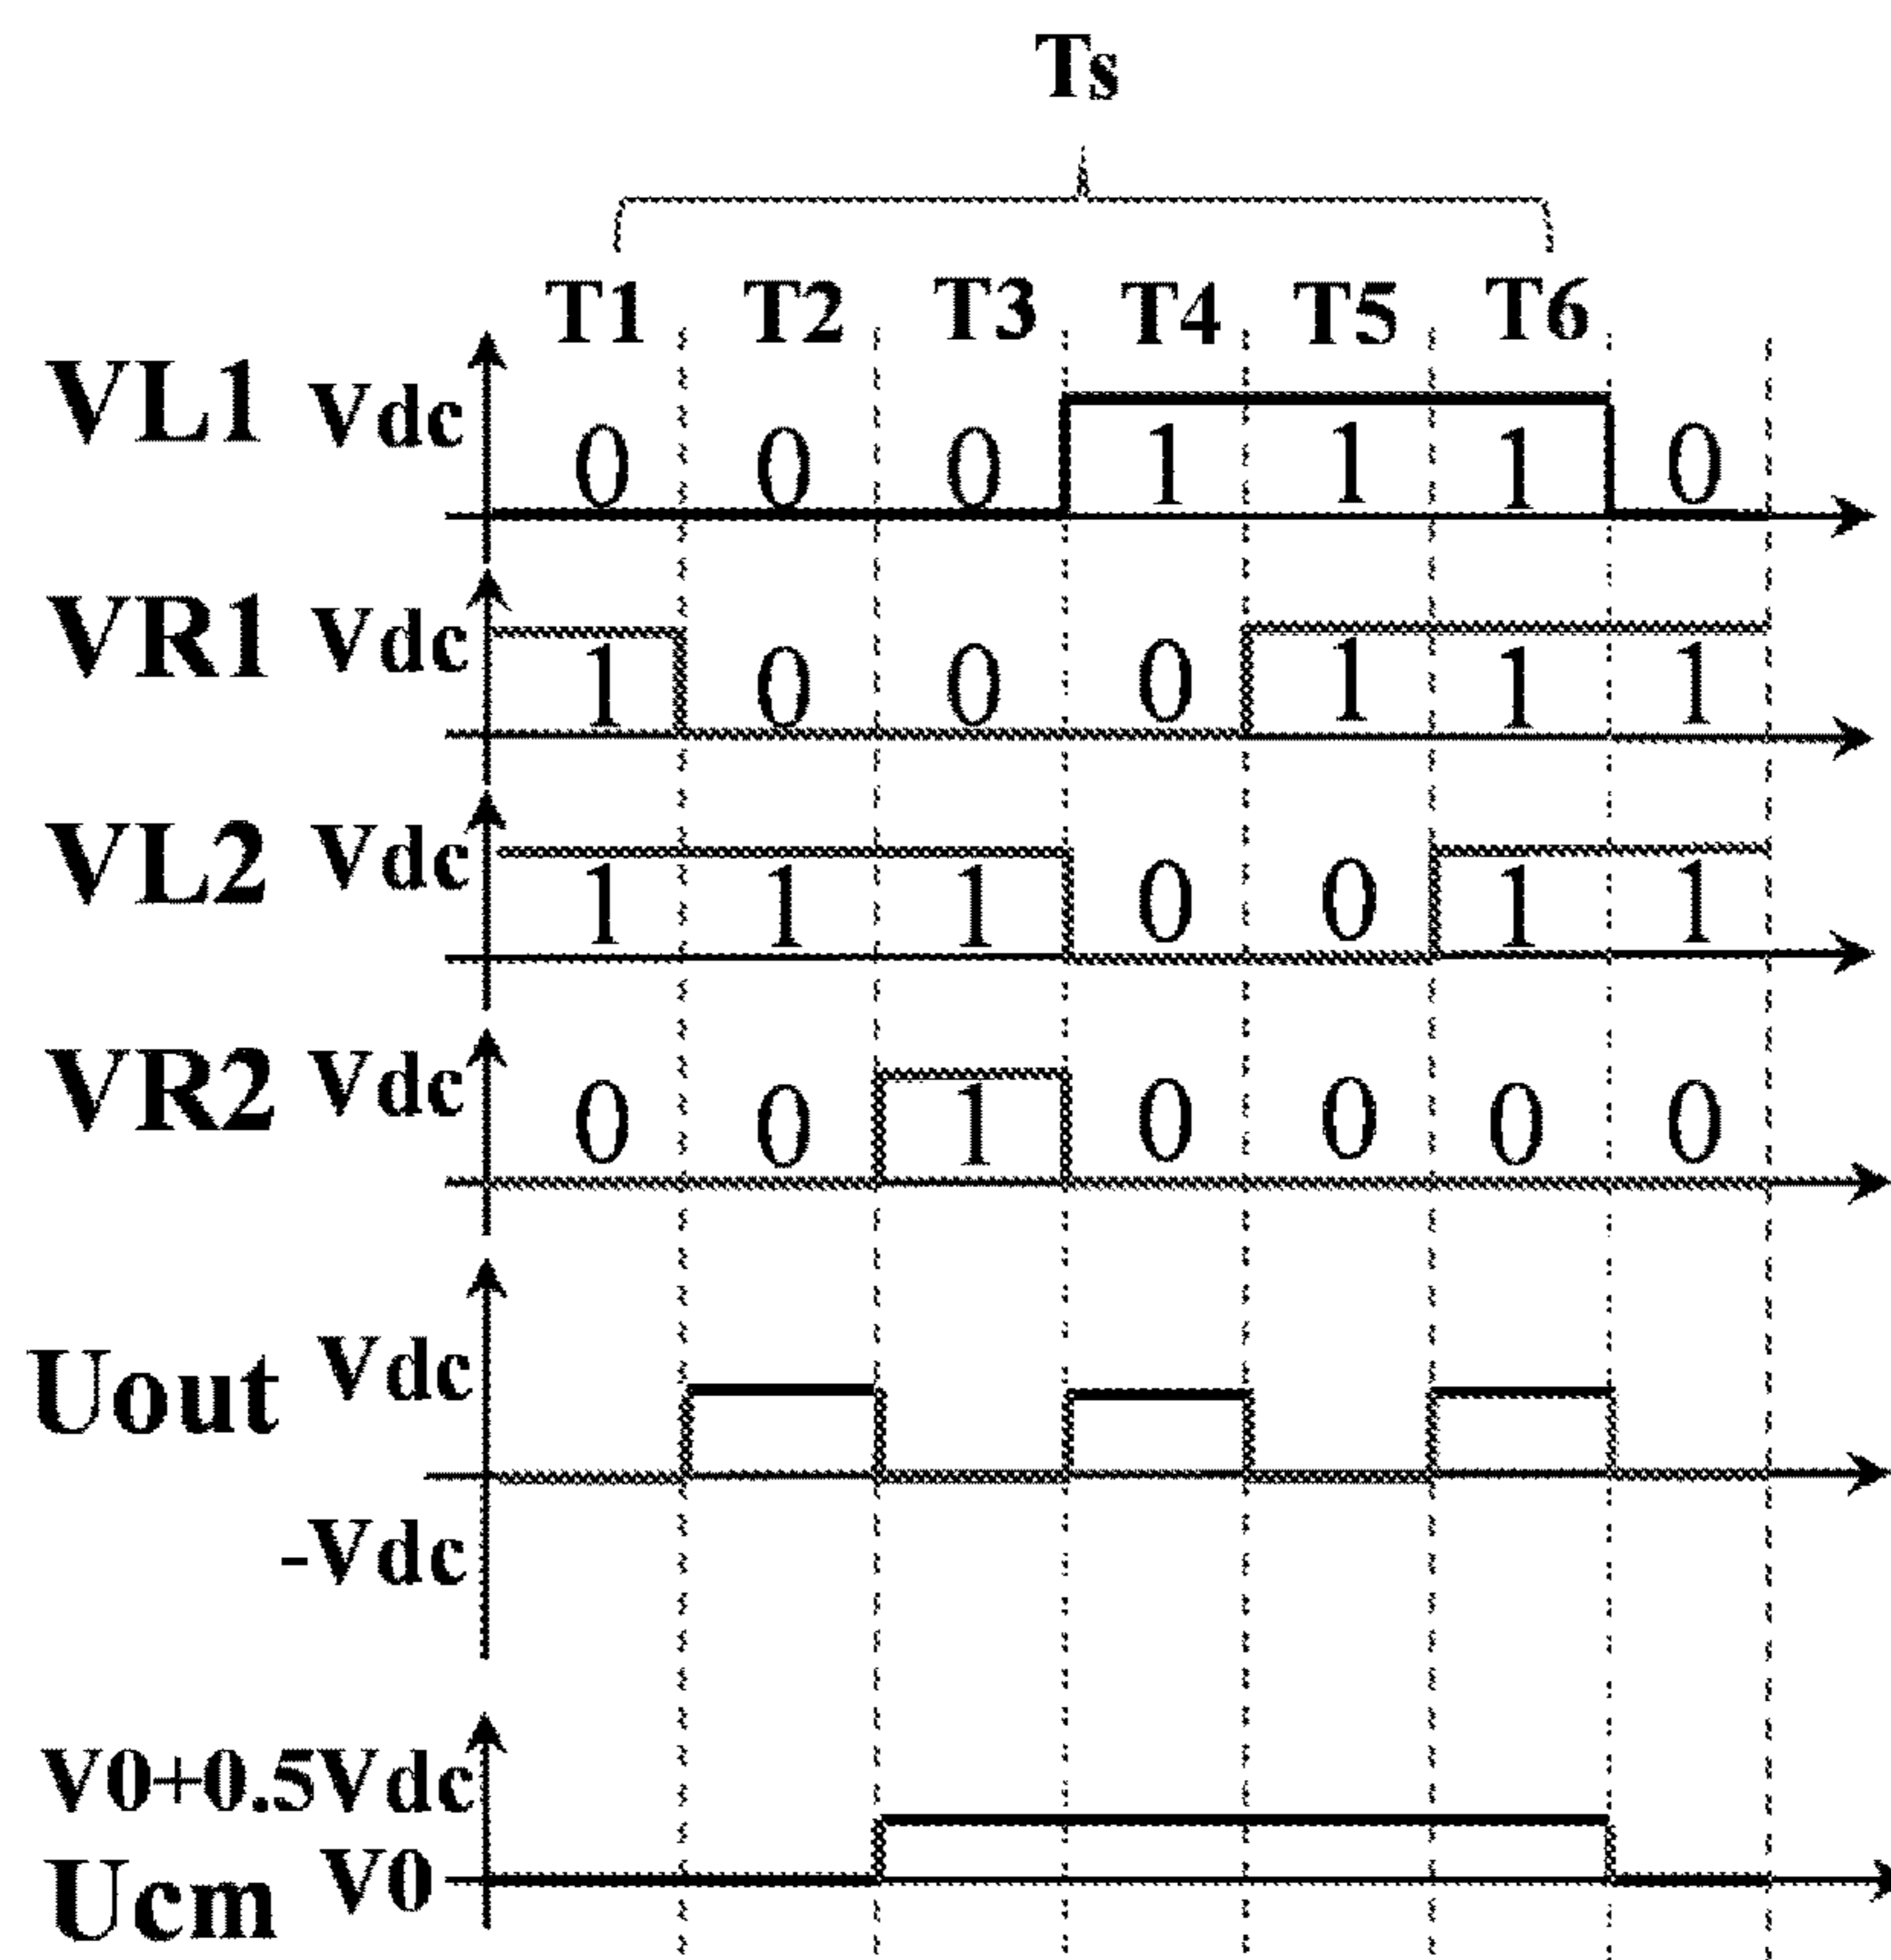 Ts
T1 T2 T3 T4 T5 T6
VL1 Vdc 0 0 0 1 1 1 0
VR1 Vdc 1 0 0 0 1 1 1
VL2 Vdc 1 1 1 0 0 1 1
VR2 Vdc 0 0 1 0 0 0 0
Vdc
Uout
-Vdc
V0+0.5Vdc
Ucm V0